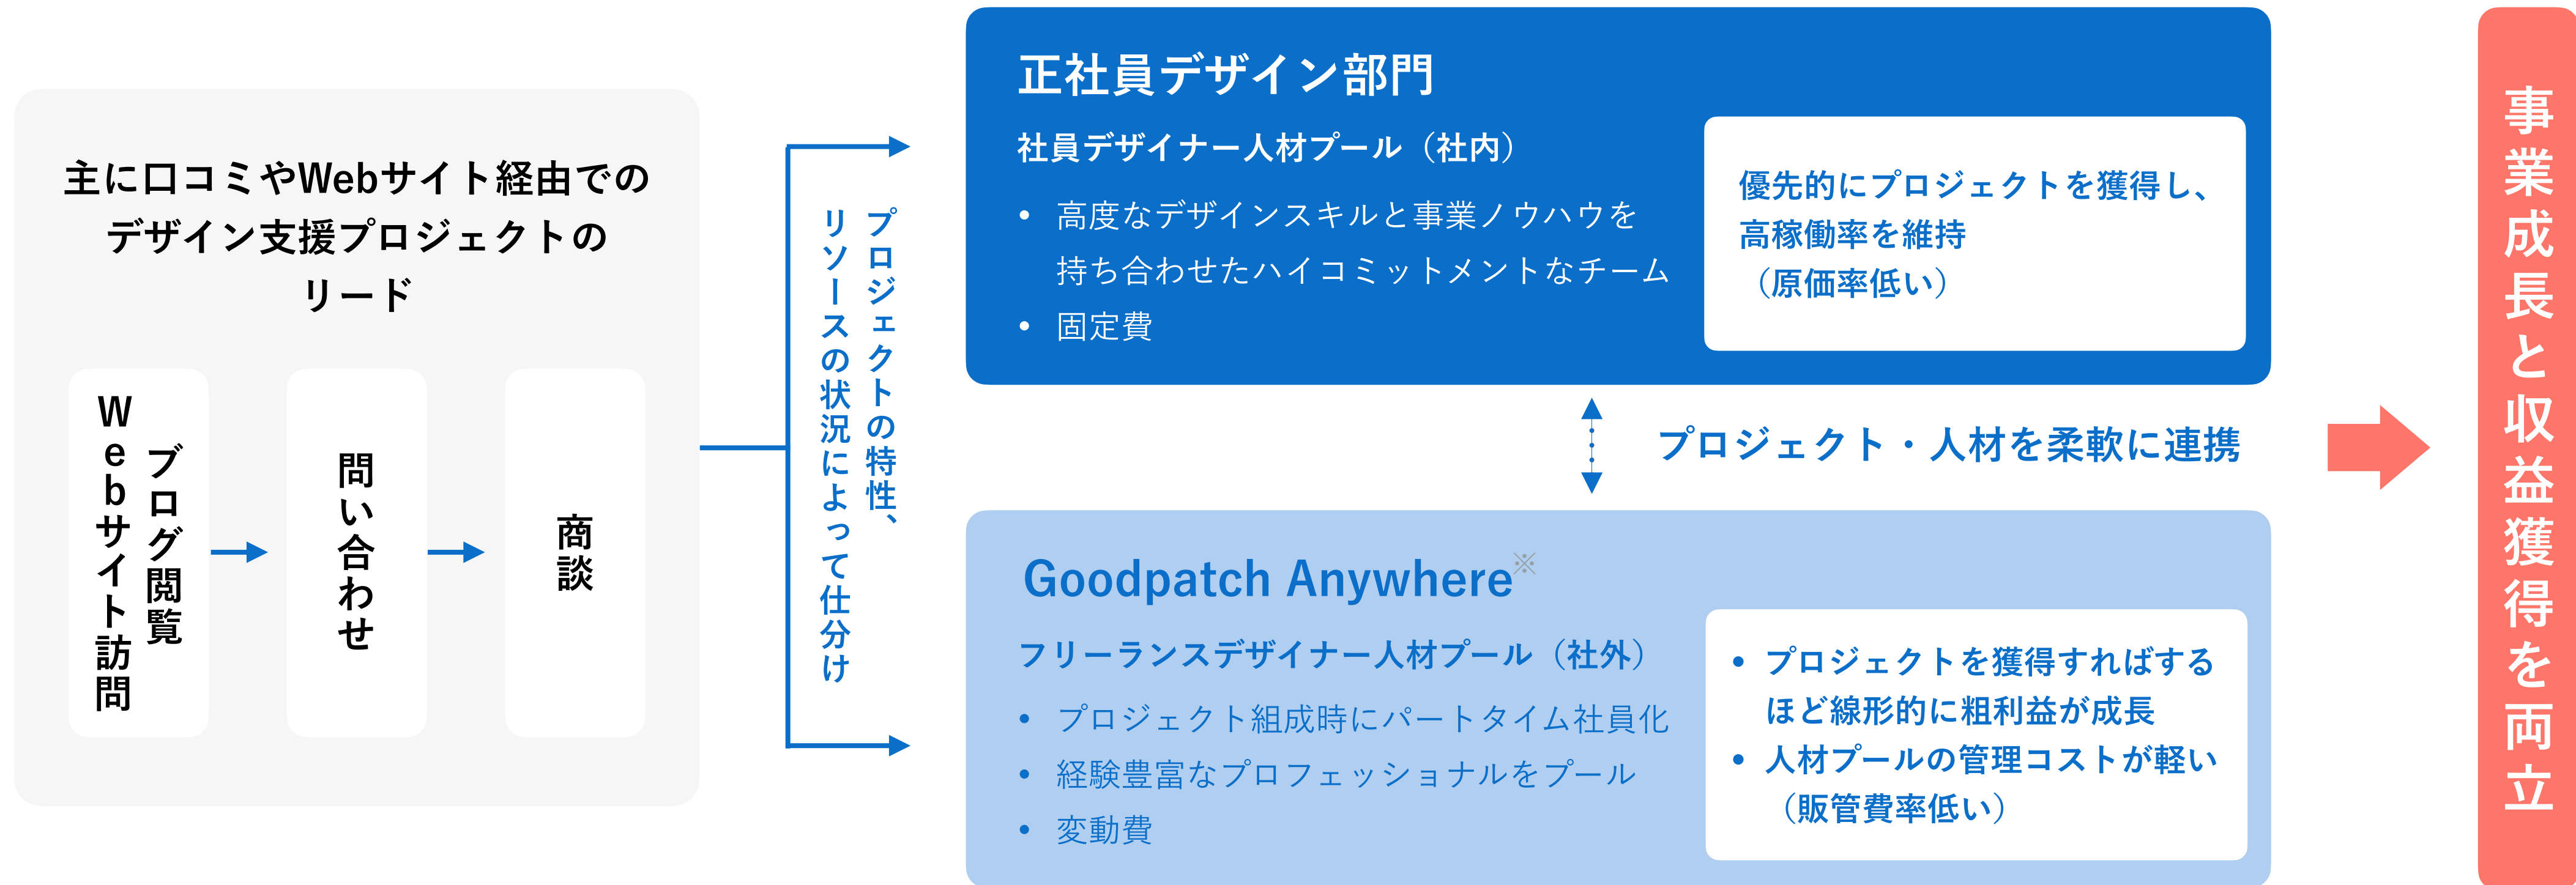 主に口コミやWebサイト経由での
デザイン支援プロジェクトの
リード
ブログ閲覧
Webサイト訪問
問い合わせ
商談
プロジェクトの特性、
リソースの状況によって仕分け
正社員デザイン部門
社員デザイナー人材プール（社内）
• 高度なデザインスキルと事業ノウハウを
持ち合わせたハイコミットメントなチーム
• 固定費
優先的にプロジェクトを獲得し、
高稼働率を維持
（原価率低い）
プロジェクト・人材を柔軟に連携
Goodpatch Anywhere※
フリーランスデザイナー人材プール（社外）
• プロジェクト組成時にパートタイム社員化
• 経験豊富なプロフェッショナルをプール
• 変動費
• プロジェクトを獲得すればする
ほど線形的に粗利益が成長
• 人材プールの管理コストが軽い
（販管費率低い）
事業成長と収益獲得を両立